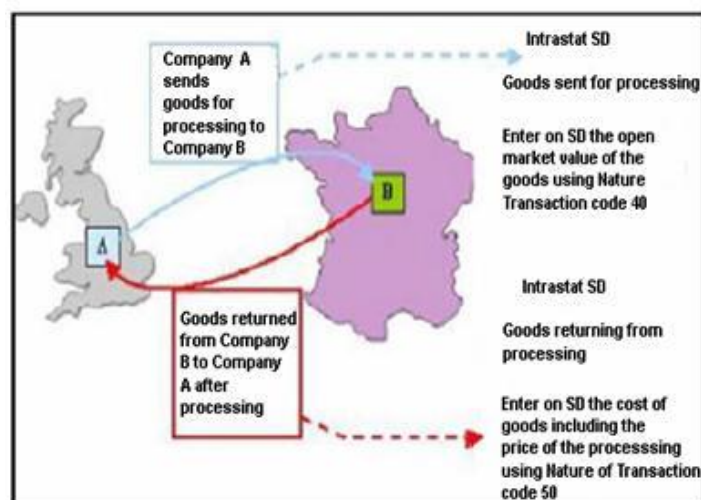 Company A
sends
goods for
processing to
Company B
A
B
Goods returned
from Company
B to Company
A after
processing
Intrastat SD
Goods sent for processing
Enter on SD the open
market value of the
goods using Nature
Transaction code 40
Intrastat SD
Goods returning from
processing
Enter on SD the cost of
goods including the
price of the processsing
using Nature of Transaction
code 50